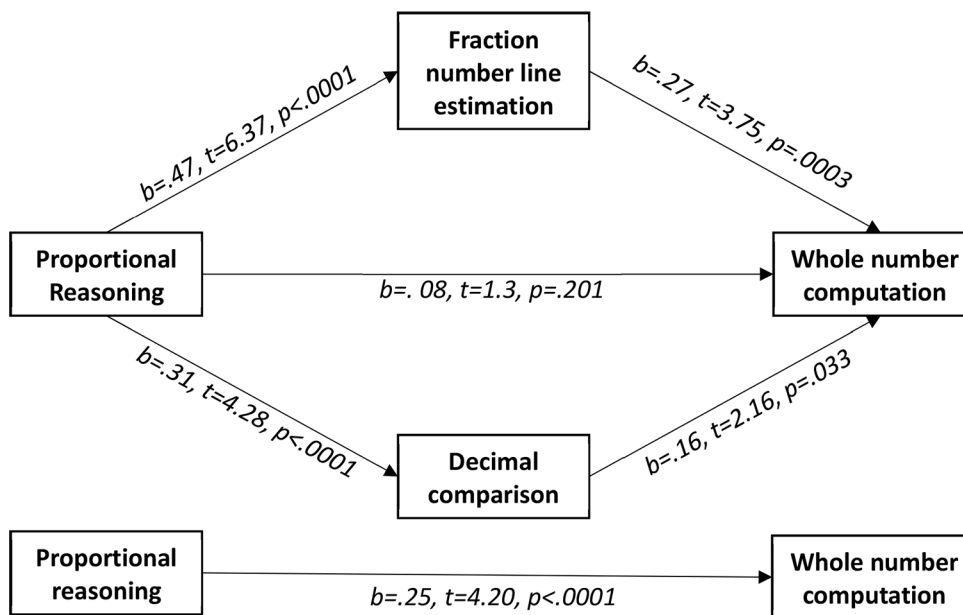 Fraction
number line
estimation
b=.47, t=6.37, p<.0001
b=.27, t=3.75, p=.0003
Proportional
Reasoning
b=. 08, t=1.3, p=.201
Whole number
computation
b=.31, t=4.28, p<.0001
b=.16, t=2.16, p=.033
Decimal
comparison
Proportional
reasoning
b=.25, t=4.20, p<.0001
Whole number
computation